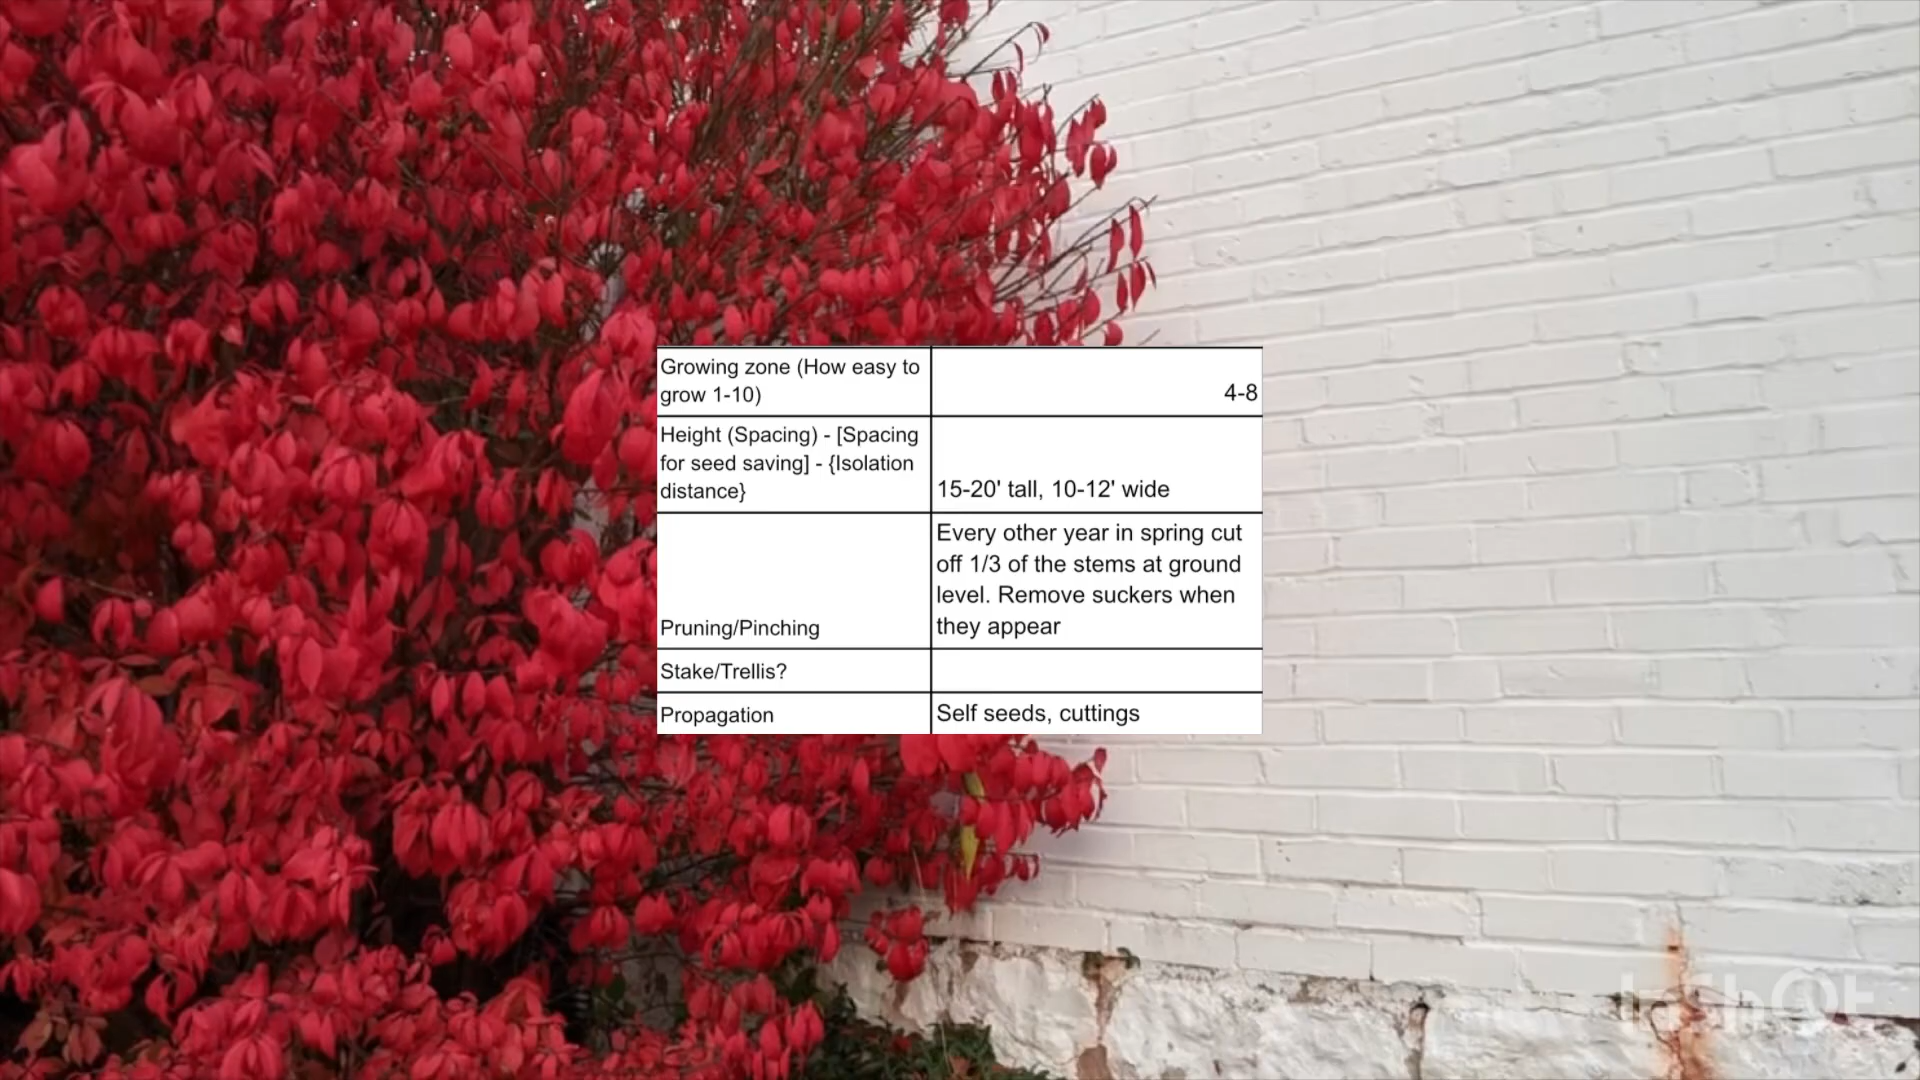 Growing zone (How easy to
grow 1-10)
4-8
Height (Spacing) - [Spacing
for seed saving] - {Isolation
distance}
15-20' tall, 10-12' wide
Pruning/Pinching
Every other year in spring cut
off 1/3 of the stems at ground
level. Remove suckers when
they appear
Stake/Trellis?
Propagation
Self seeds, cuttings
InShOt